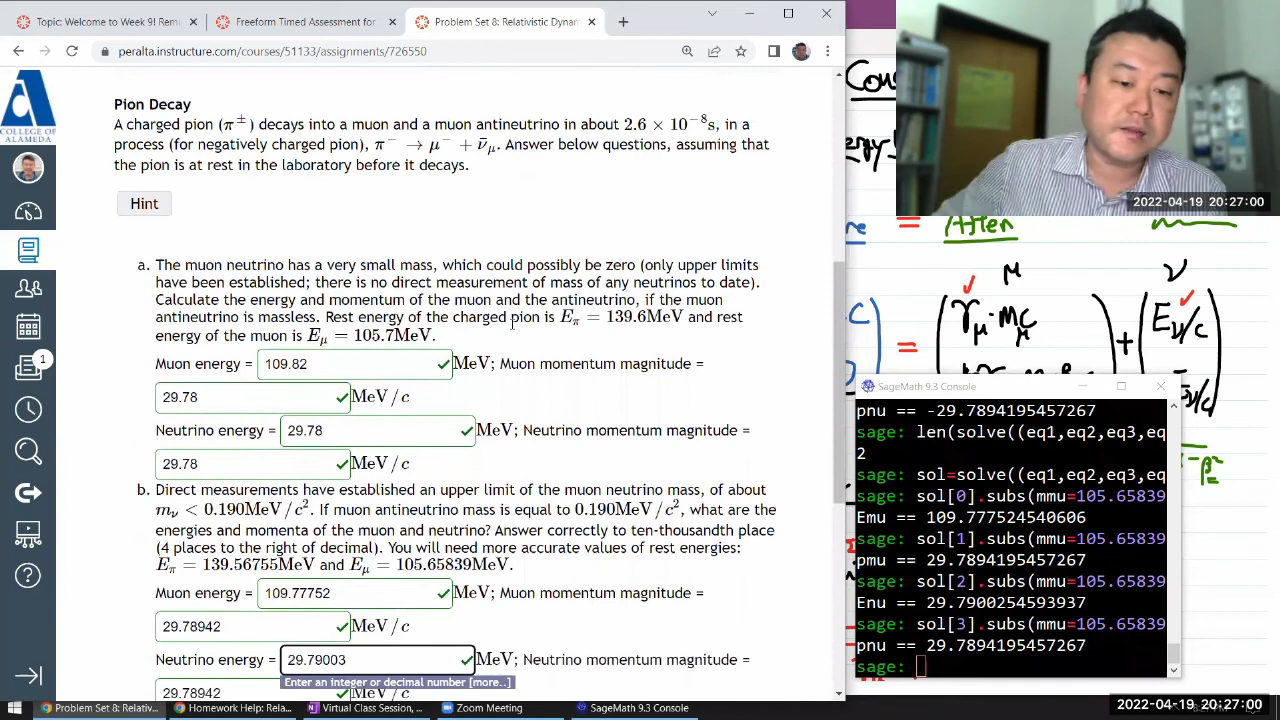 Topic: Welcome to Week 9! Rem
Freeform Timed Assessment for
Problem Set 8: Relativistic Dynam
peralta.instructure.com/courses/51133/assignments/726550
COLLEGE OF
ALAMEDA
1
Pion Decay
A charged pion (π±) decays into a muon and a muon antineutrino in about 2.6 × 10⁻⁸s, in a
process (for negatively charged pion), π⁻ → μ⁻ + ν̄μ. Answer below questions, assuming that
the pion is at rest in the laboratory before it decays.
Hint
a. The muon neutrino has a very small mass, which could possibly be zero (only upper limits
have been established; there is no direct measurement of mass of any neutrinos to date).
Calculate the energy and momentum of the muon and the antineutrino, if the muon
antineutrino is massless. Rest energy of the charged pion is Eπ = 139.6MeV and rest
energy of the muon is Eμ = 105.7MeV.
Muon energy = 109.82 MeV; Muon momentum magnitude =
29.78 MeV/c
Neutrino energy = 29.78 MeV; Neutrino momentum magnitude =
29.78 MeV/c
b. Direct measurements have established an upper limit of the muon neutrino mass, of about
mν < 0.190MeV/c². If muon antineutrino mass is equal to 0.190MeV/c², what are the
energies and momenta of the muon and neutrino? Answer correctly to ten-thousandth place
(4 places to the right of decimal). You will need more accurate values of rest energies:
Eπ = 139.56755MeV and Eμ = 105.65839MeV.
Muon energy = 109.77752 MeV; Muon momentum magnitude =
29.78942 MeV/c
Neutrino energy = 29.79003 MeV; Neutrino momentum magnitude =
Enter an integer or decimal number [more..]
29.78942 MeV/c
2022-04-19 20:27:00
= After
μ ν
= (γμ·mμc + (Eν/c
SageMath 9.3 Console
pnu == -29.7894195457267
sage: len(solve((eq1,eq2,eq3,eq
2
sage: sol=solve((eq1,eq2,eq3,eq
sage: sol[0].subs(mmu=105.65839
Emu == 109.777524540606
sage: sol[1].subs(mmu=105.65839
pmu == 29.7894195457267
sage: sol[2].subs(mmu=105.65839
Enu == 29.7900254593937
sage: sol[3].subs(mmu=105.65839
pnu == 29.7894195457267
sage:
Problem Set 8: Relativ...
Homework Help: Rela...
Virtual Class Session, ...
Zoom Meeting
SageMath 9.3 Console
2022-04-19 20:27:00